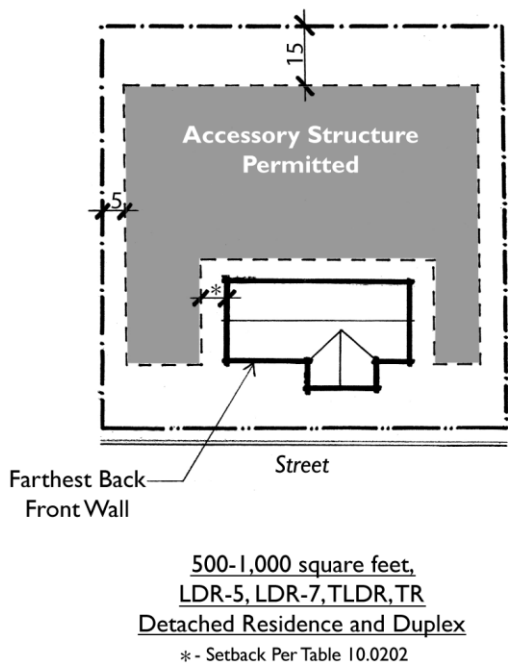 15
Accessory Structure
Permitted
5
*
Street
Farthest Back
Front Wall
500-1,000 square feet,
LDR-5, LDR-7, TLDR, TR
Detached Residence and Duplex
* - Setback Per Table 10.0202